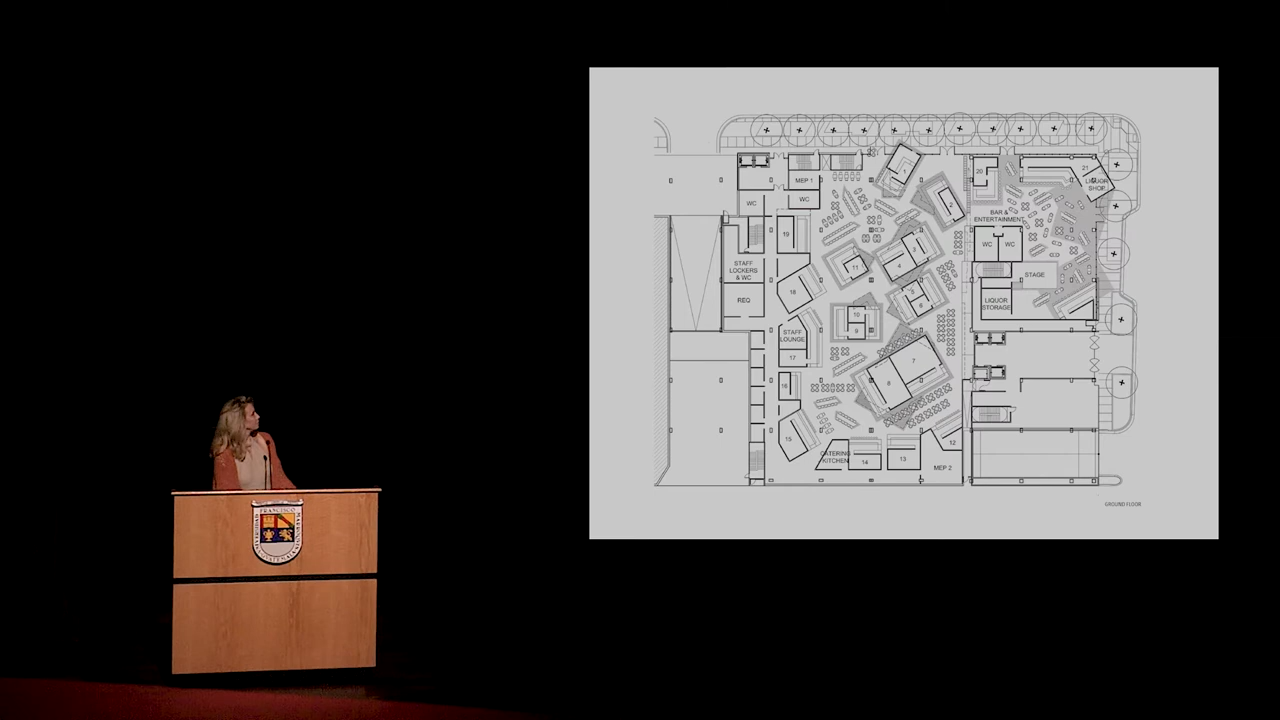 1
20
21
MEP 1
LIQUOR
SHOP
WC
WC
2
BAR &
ENTERTAINMENT
19
3
WC
WC
STAFF
LOCKERS
& WC
11
4
STAGE
18
5
REQ
LIQUOR
STORAGE
6
10
9
STAFF
LOUNGE
17
7
16
8
15
12
CATERING
KITCHEN
14
13
MEP 2
GROUND FLOOR
FRANCISCO